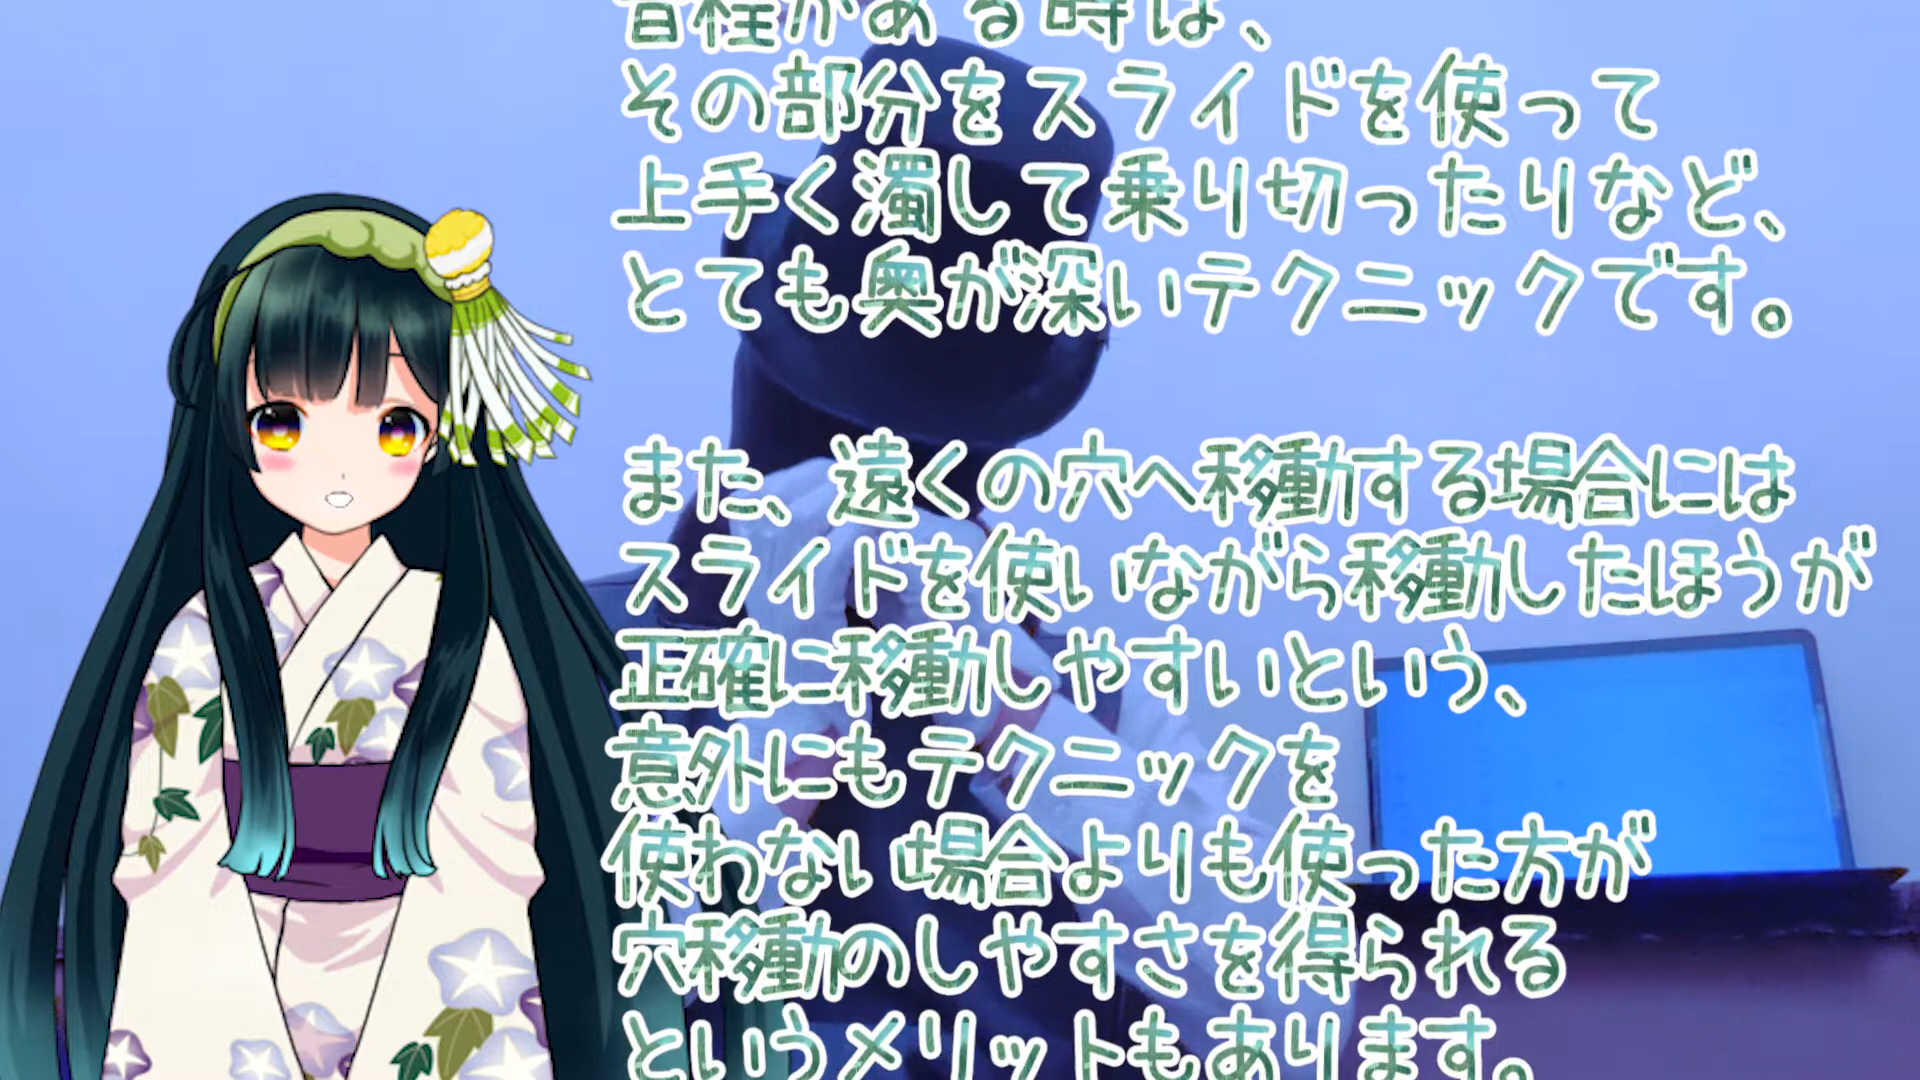 音程がある時は、
その部分をスライドを使って
上手く濁して乗り切ったりなど、
とても奥が深いテクニックです。
また、遠くの穴へ移動する場合には
スライドを使いながら移動したほうが
正確に移動しやすいという、
意外にもテクニックを
使わない場合よりも使った方が
穴移動のしやすさを得られる
というメリットもあります。